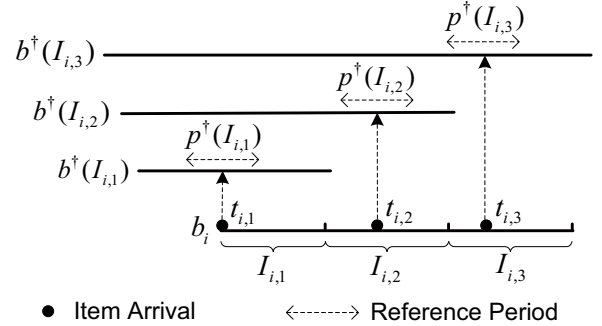 p†(I_{i,3})
b†(I_{i,3})
p†(I_{i,2})
b†(I_{i,2})
p†(I_{i,1})
b†(I_{i,1})
b_i t_{i,1} t_{i,2} t_{i,3}
I_{i,1} I_{i,2} I_{i,3}
Item Arrival Reference Period